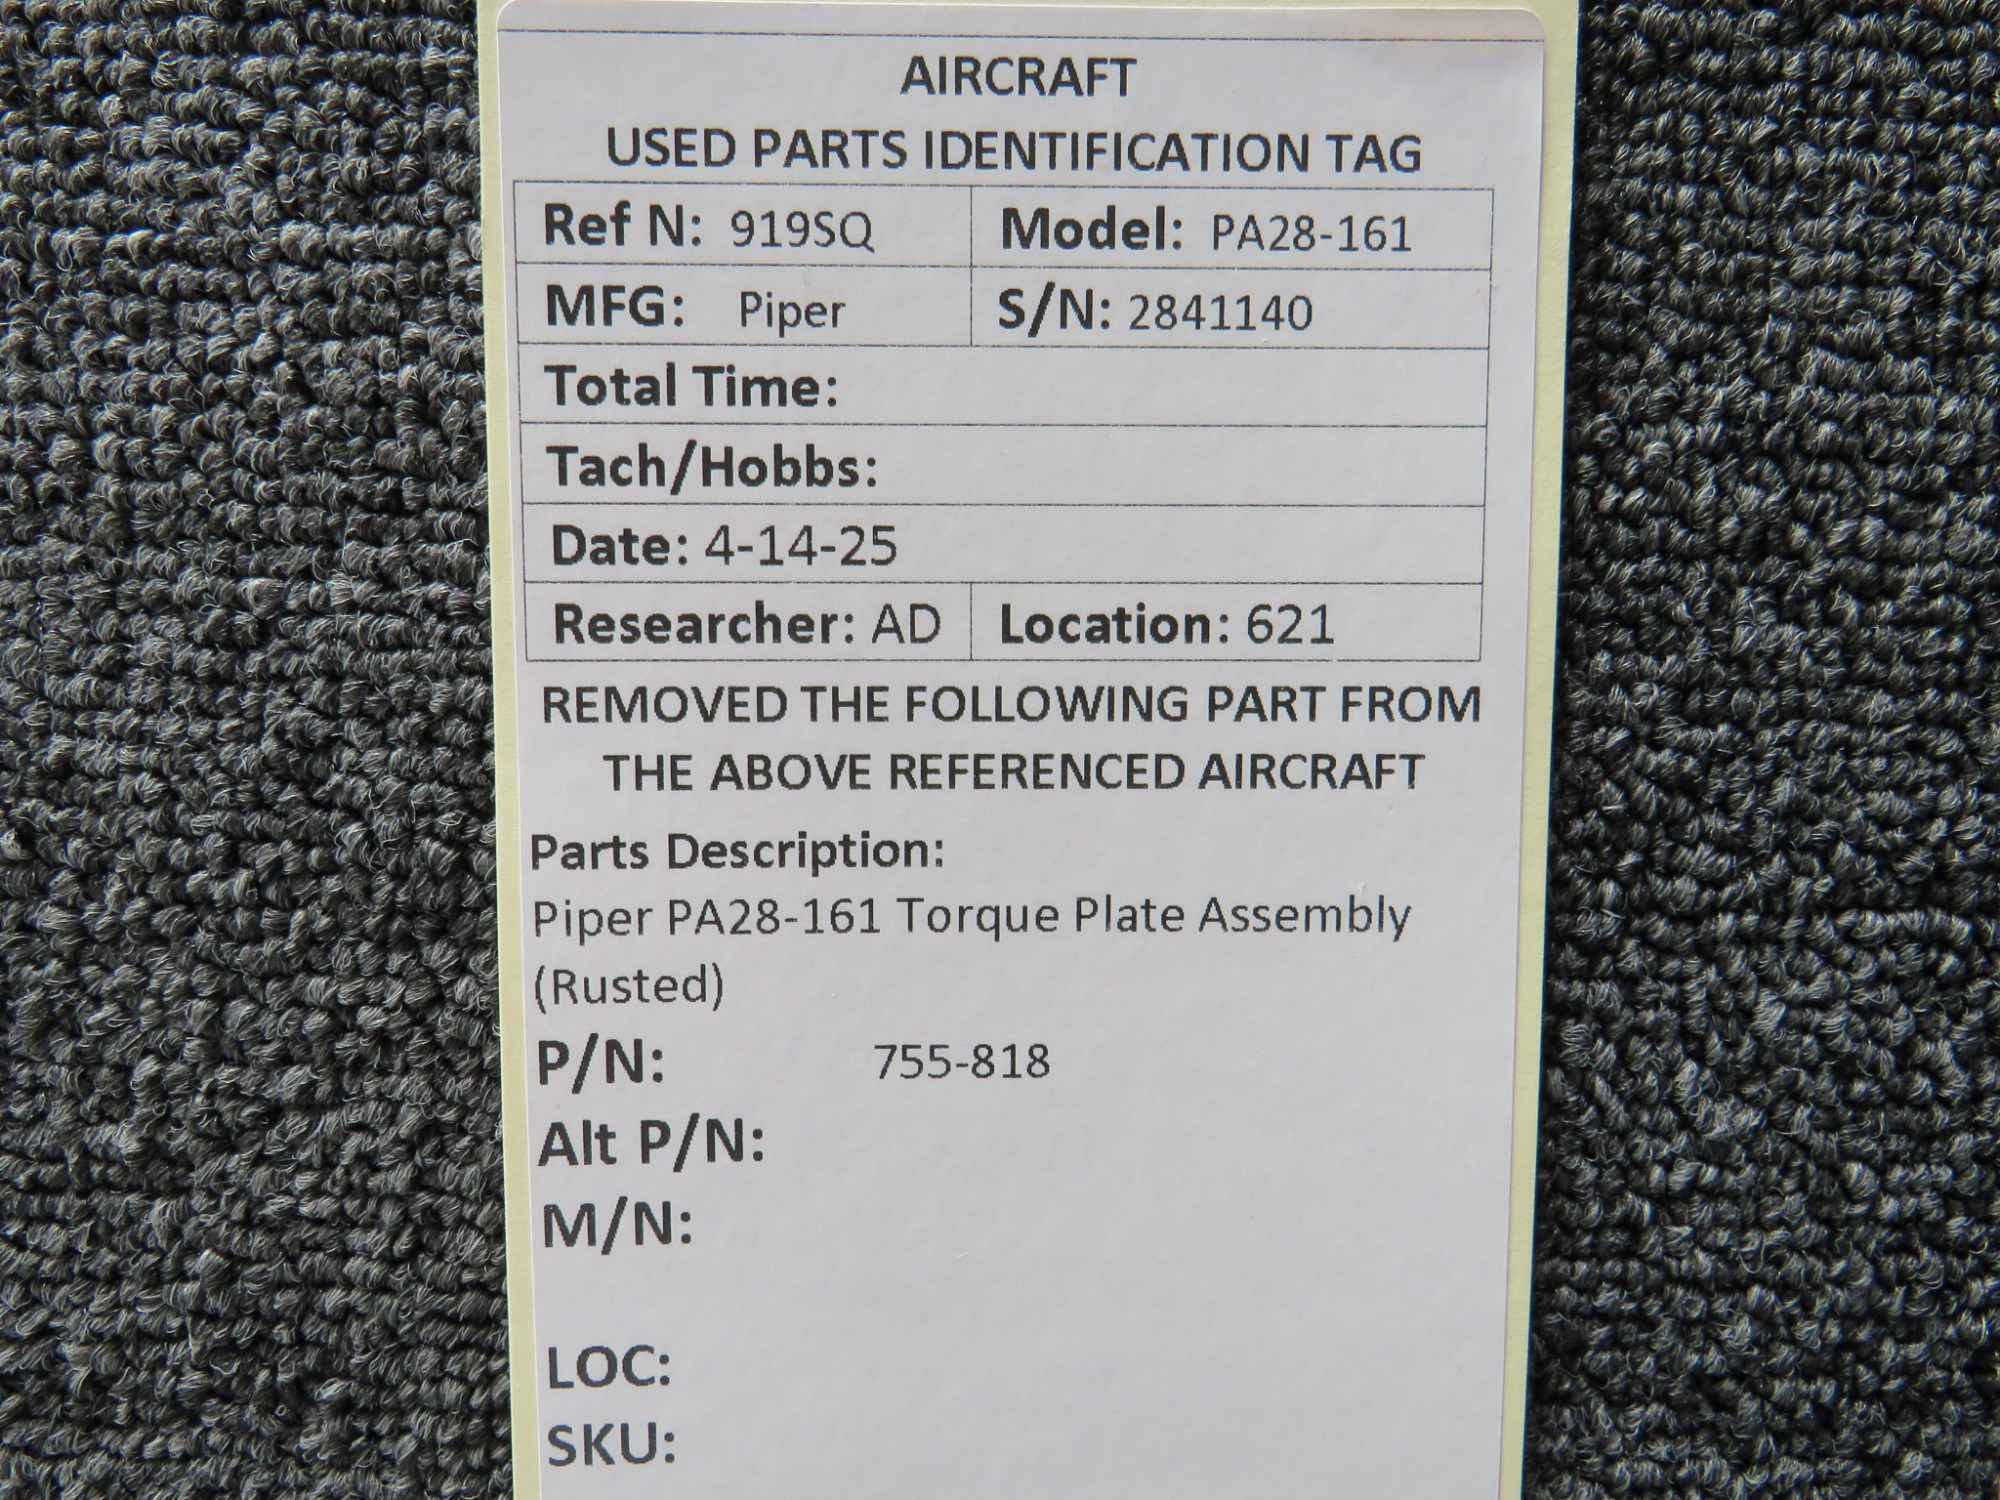 AIRCRAFT
USED PARTS IDENTIFICATION TAG
Ref N: 919SQ Model: PA28-161
MFG: Piper S/N: 2841140
Total Time:
Tach/Hobbs:
Date: 4-14-25
Researcher: AD Location: 621
REMOVED THE FOLLOWING PART FROM
THE ABOVE REFERENCED AIRCRAFT
Parts Description:
Piper PA28-161 Torque Plate Assembly
(Rusted)
P/N: 755-818
Alt P/N:
M/N:
LOC:
SKU: